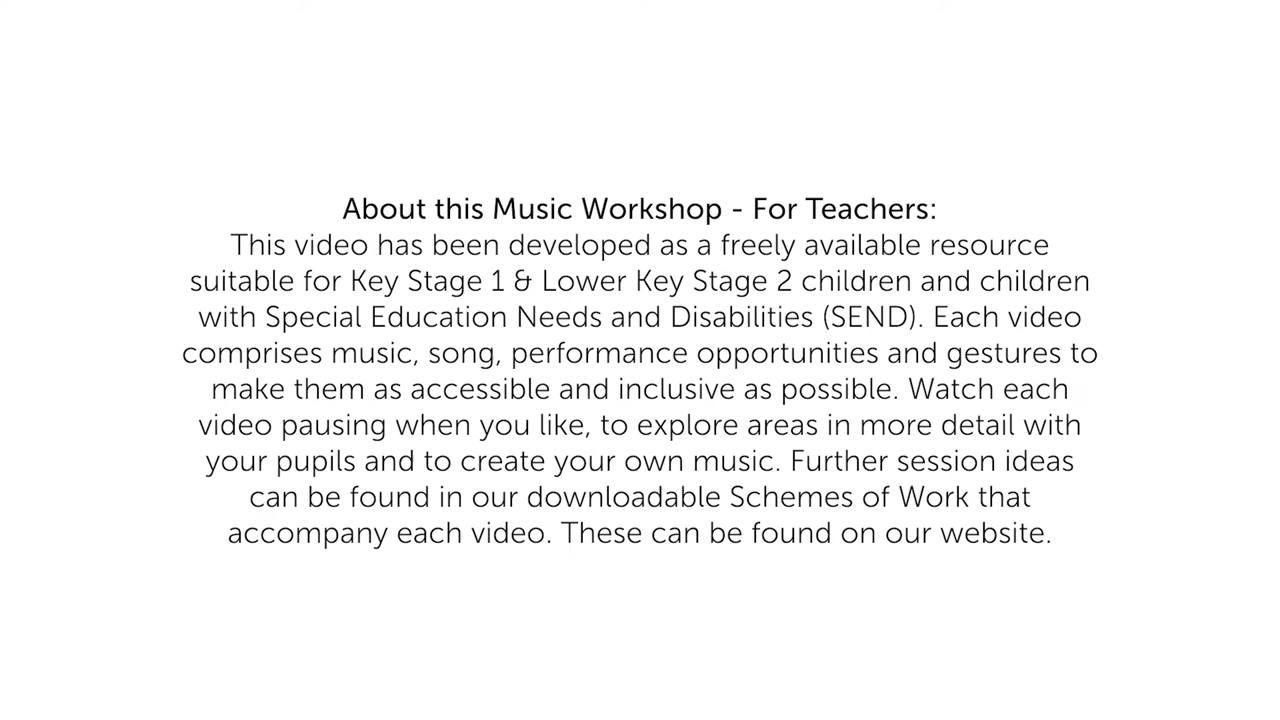 About this Music Workshop - For Teachers:
This video has been developed as a freely available resource
suitable for Key Stage 1 & Lower Key Stage 2 children and children
with Special Education Needs and Disabilities (SEND). Each video
comprises music, song, performance opportunities and gestures to
make them as accessible and inclusive as possible. Watch each
video pausing when you like, to explore areas in more detail with
your pupils and to create your own music. Further session ideas
can be found in our downloadable Schemes of Work that
accompany each video. These can be found on our website.